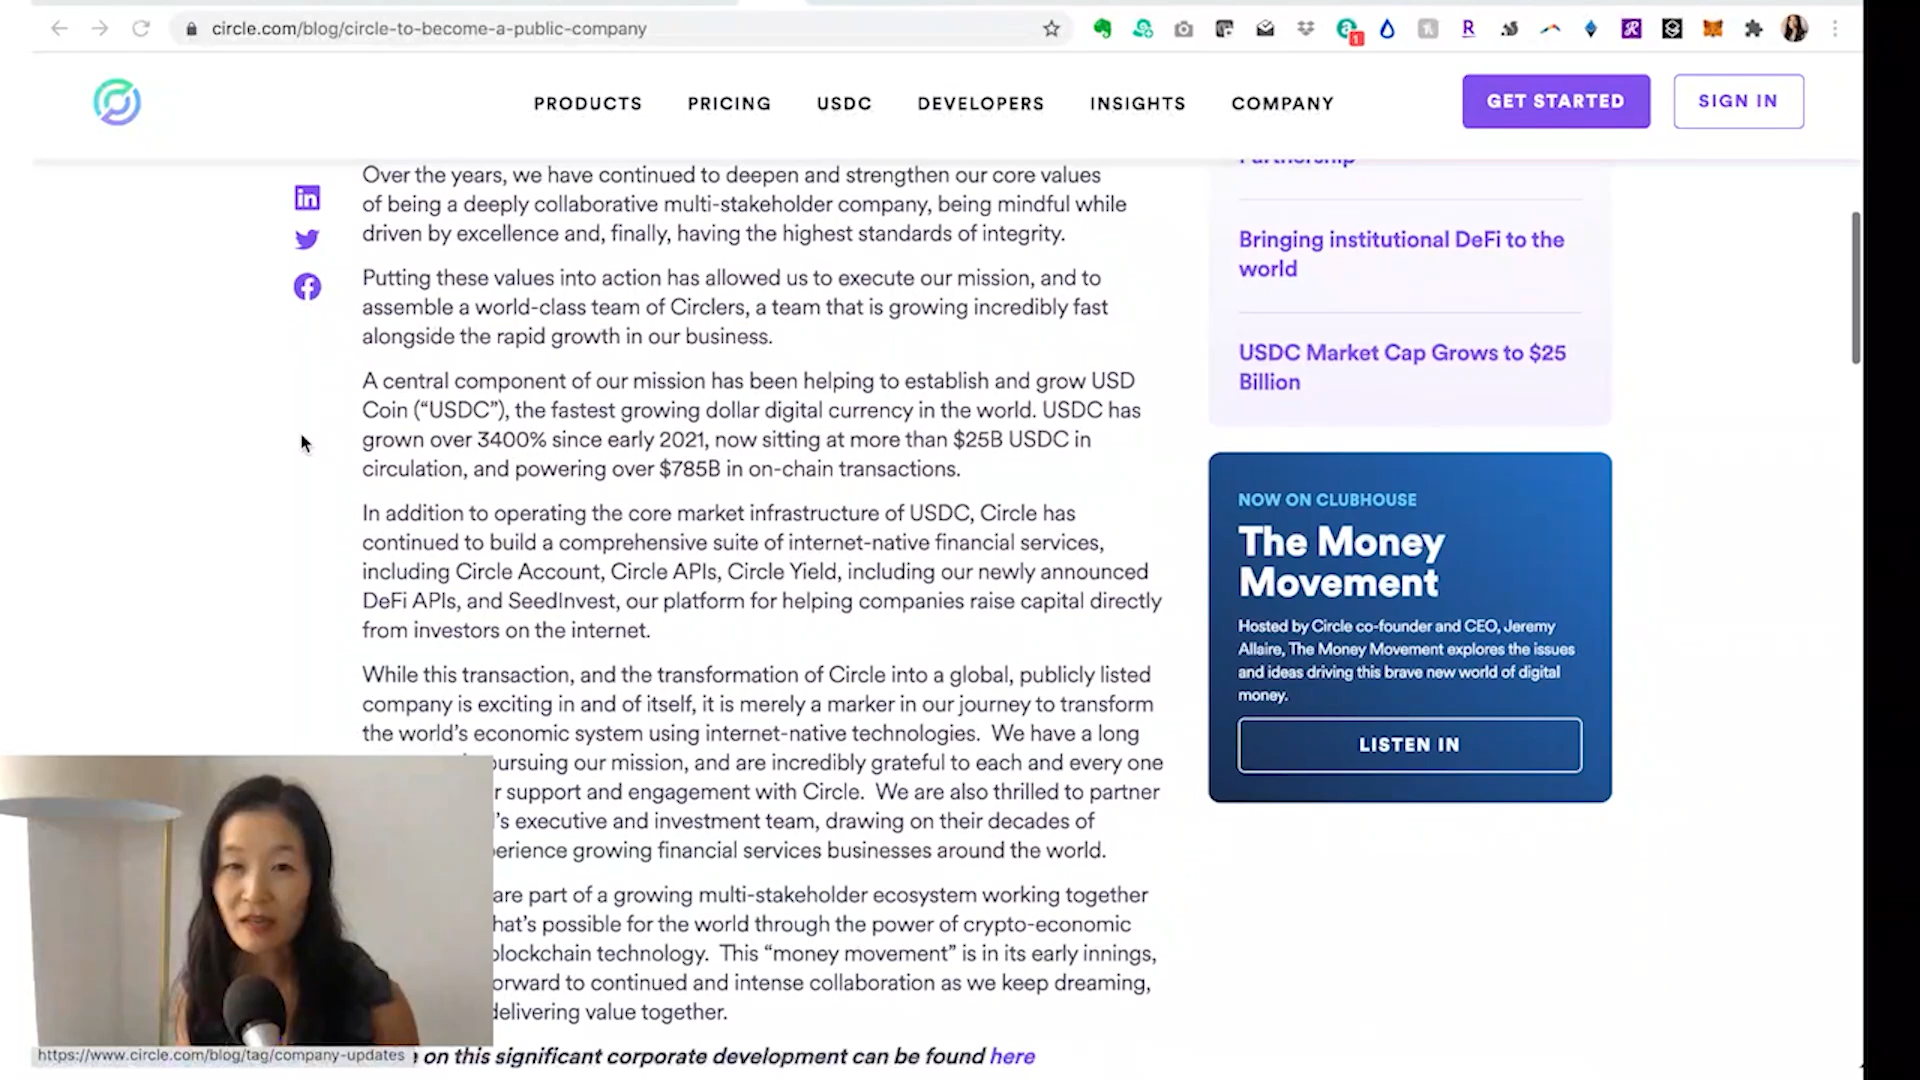 circle.com/blog/circle-to-become-a-public-company
1
PRODUCTS PRICING USDC DEVELOPERS INSIGHTS COMPANY GET STARTED SIGN IN
Over the years, we have continued to deepen and strengthen our core values
of being a deeply collaborative multi-stakeholder company, being mindful while
driven by excellence and, finally, having the highest standards of integrity.
Putting these values into action has allowed us to execute our mission, and to
assemble a world-class team of Circlers, a team that is growing incredibly fast
alongside the rapid growth in our business.
A central component of our mission has been helping to establish and grow USD
Coin (“USDC”), the fastest growing dollar digital currency in the world. USDC has
grown over 3400% since early 2021, now sitting at more than $25B USDC in
circulation, and powering over $785B in on-chain transactions.
In addition to operating the core market infrastructure of USDC, Circle has
continued to build a comprehensive suite of internet-native financial services,
including Circle Account, Circle APIs, Circle Yield, including our newly announced
DeFi APIs, and SeedInvest, our platform for helping companies raise capital directly
from investors on the internet.
While this transaction, and the transformation of Circle into a global, publicly listed
company is exciting in and of itself, it is merely a marker in our journey to transform
the world’s economic system using internet-native technologies. We have a long
ursuing our mission, and are incredibly grateful to each and every one
r support and engagement with Circle. We are also thrilled to partner
’s executive and investment team, drawing on their decades of
erience growing financial services businesses around the world.
are part of a growing multi-stakeholder ecosystem working together
hat’s possible for the world through the power of crypto-economic
lockchain technology. This “money movement” is in its early innings,
orward to continued and intense collaboration as we keep dreaming,
delivering value together.
on this significant corporate development can be found here
Partnership
Bringing institutional DeFi to the
world
USDC Market Cap Grows to $25
Billion
NOW ON CLUBHOUSE
The Money
Movement
Hosted by Circle co-founder and CEO, Jeremy
Allaire, The Money Movement explores the issues
and ideas driving this brave new world of digital
money.
LISTEN IN
https://www.circle.com/blog/tag/company-updates